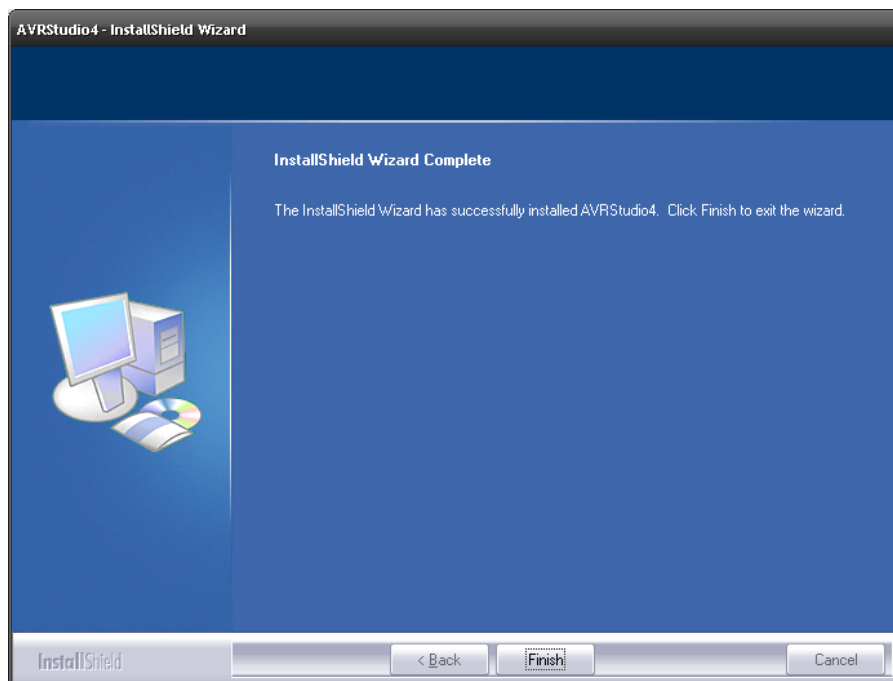 AVRStudio4 - InstallShield Wizard
InstallShield Wizard Complete
The InstallShield Wizard has successfully installed AVRStudio4. Click Finish to exit the wizard.
InstallShield
< Back
Finish
Cancel